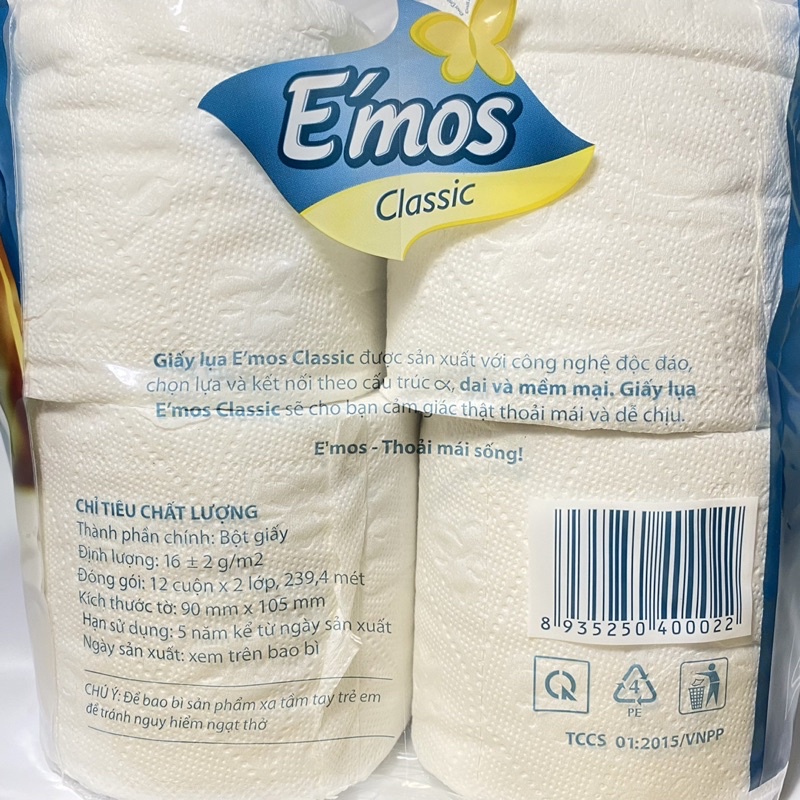 E'mos
Classic
Giấy lụa E'mos Classic được sản xuất với công nghệ độc đáo,
chọn lựa và kết nối theo cấu trúc α, dai và mềm mại. Giấy lụa
E'mos Classic sẽ cho bạn cảm giác thật thoải mái và dễ chịu.
E'mos - Thoải mái sống!
CHỈ TIÊU CHẤT LƯỢNG
Thành phần chính: Bột giấy
Định lượng: 16 ± 2 g/m2
Đóng gói: 12 cuộn x 2 lớp, 239,4 mét
Kích thước tờ: 90 mm x 105 mm
Hạn sử dụng: 5 năm kể từ ngày sản xuất
Ngày sản xuất: xem trên bao bì
CHÚ Ý: Để bao bì sản phẩm xa tầm tay trẻ em
để tránh nguy hiểm ngạt thở
8 935250 400022
4
PE
TCCS 01:2015/VNPP